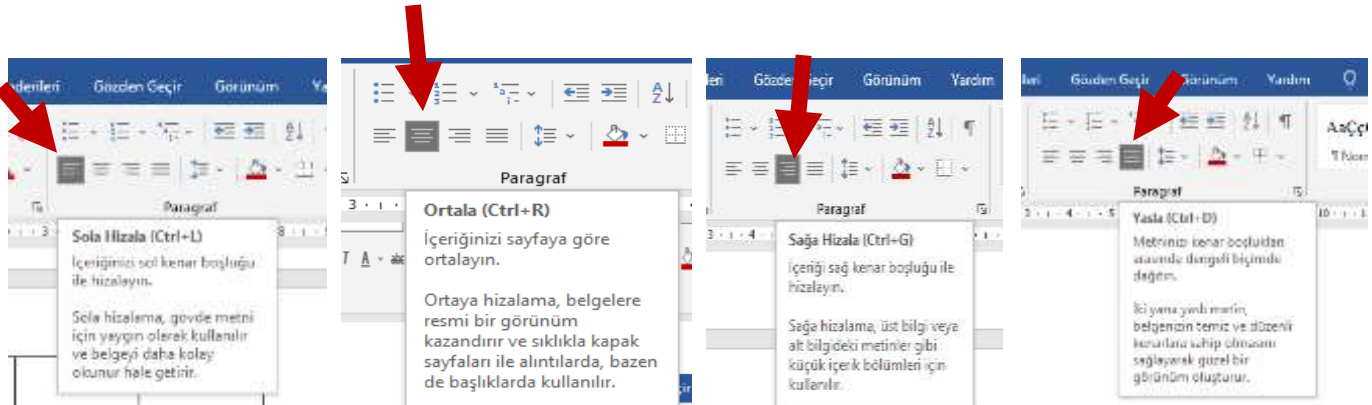 Gözden Geçir Görünüm
Paragraf
Sola Hizala (Ctrl+L)
İçeriğinizi sol kenar boşluğu
ile hizalayın.
Sola hizalama, gövde metni
için yaygın olarak kullanılır
ve belgeyi daha kolay
okunur hale getirir.
Paragraf
Ortala (Ctrl+R)
İçeriğinizi sayfaya göre
ortalayın.
Ortaya hizalama, belgelere
resmi bir görünüm
kazandırır ve sıklıkla kapak
sayfaları ile alıntılarda, bazen
de başlıklarda kullanılır.
Gözden Geçir Görünüm Yardım
Paragraf
Sağa Hizala (Ctrl+G)
İçeriği sağ kenar boşluğu ile
hizalayın.
Sağa hizalama, üst bilgi veya
alt bilgideki metinler gibi
küçük içerik bölümleri için
kullanılır.
Gözden Geçir Görünüm Yardım
Paragraf
Yasla (Ctrl+D)
Metninizi kenar boşlukları
arasında dengeli biçimde
dağıtın.
İki yana yaslı metin,
belgenizin temiz ve düzenli
kenarlara sahip olmasını
sağlayarak güzel bir
görünüm oluşturur.